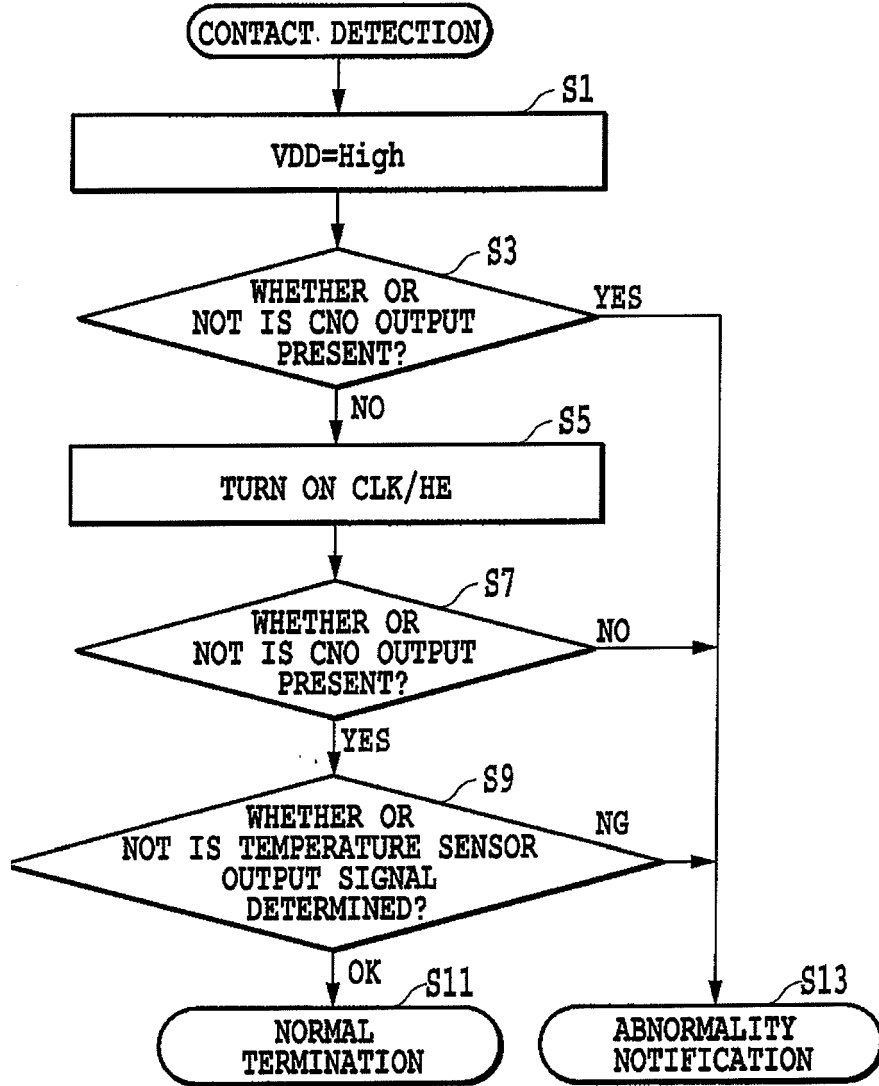 CONTACT DETECTION
S1
VDD=High
S3
WHETHER OR
NOT IS CNO OUTPUT
PRESENT?
YES
NO
S5
TURN ON CLK/HE
S7
WHETHER OR
NOT IS CNO OUTPUT
PRESENT?
NO
YES
S9
WHETHER OR
NOT IS TEMPERATURE SENSOR
OUTPUT SIGNAL
DETERMINED?
NG
OK
S11
NORMAL
TERMINATION
S13
ABNORMALITY
NOTIFICATION